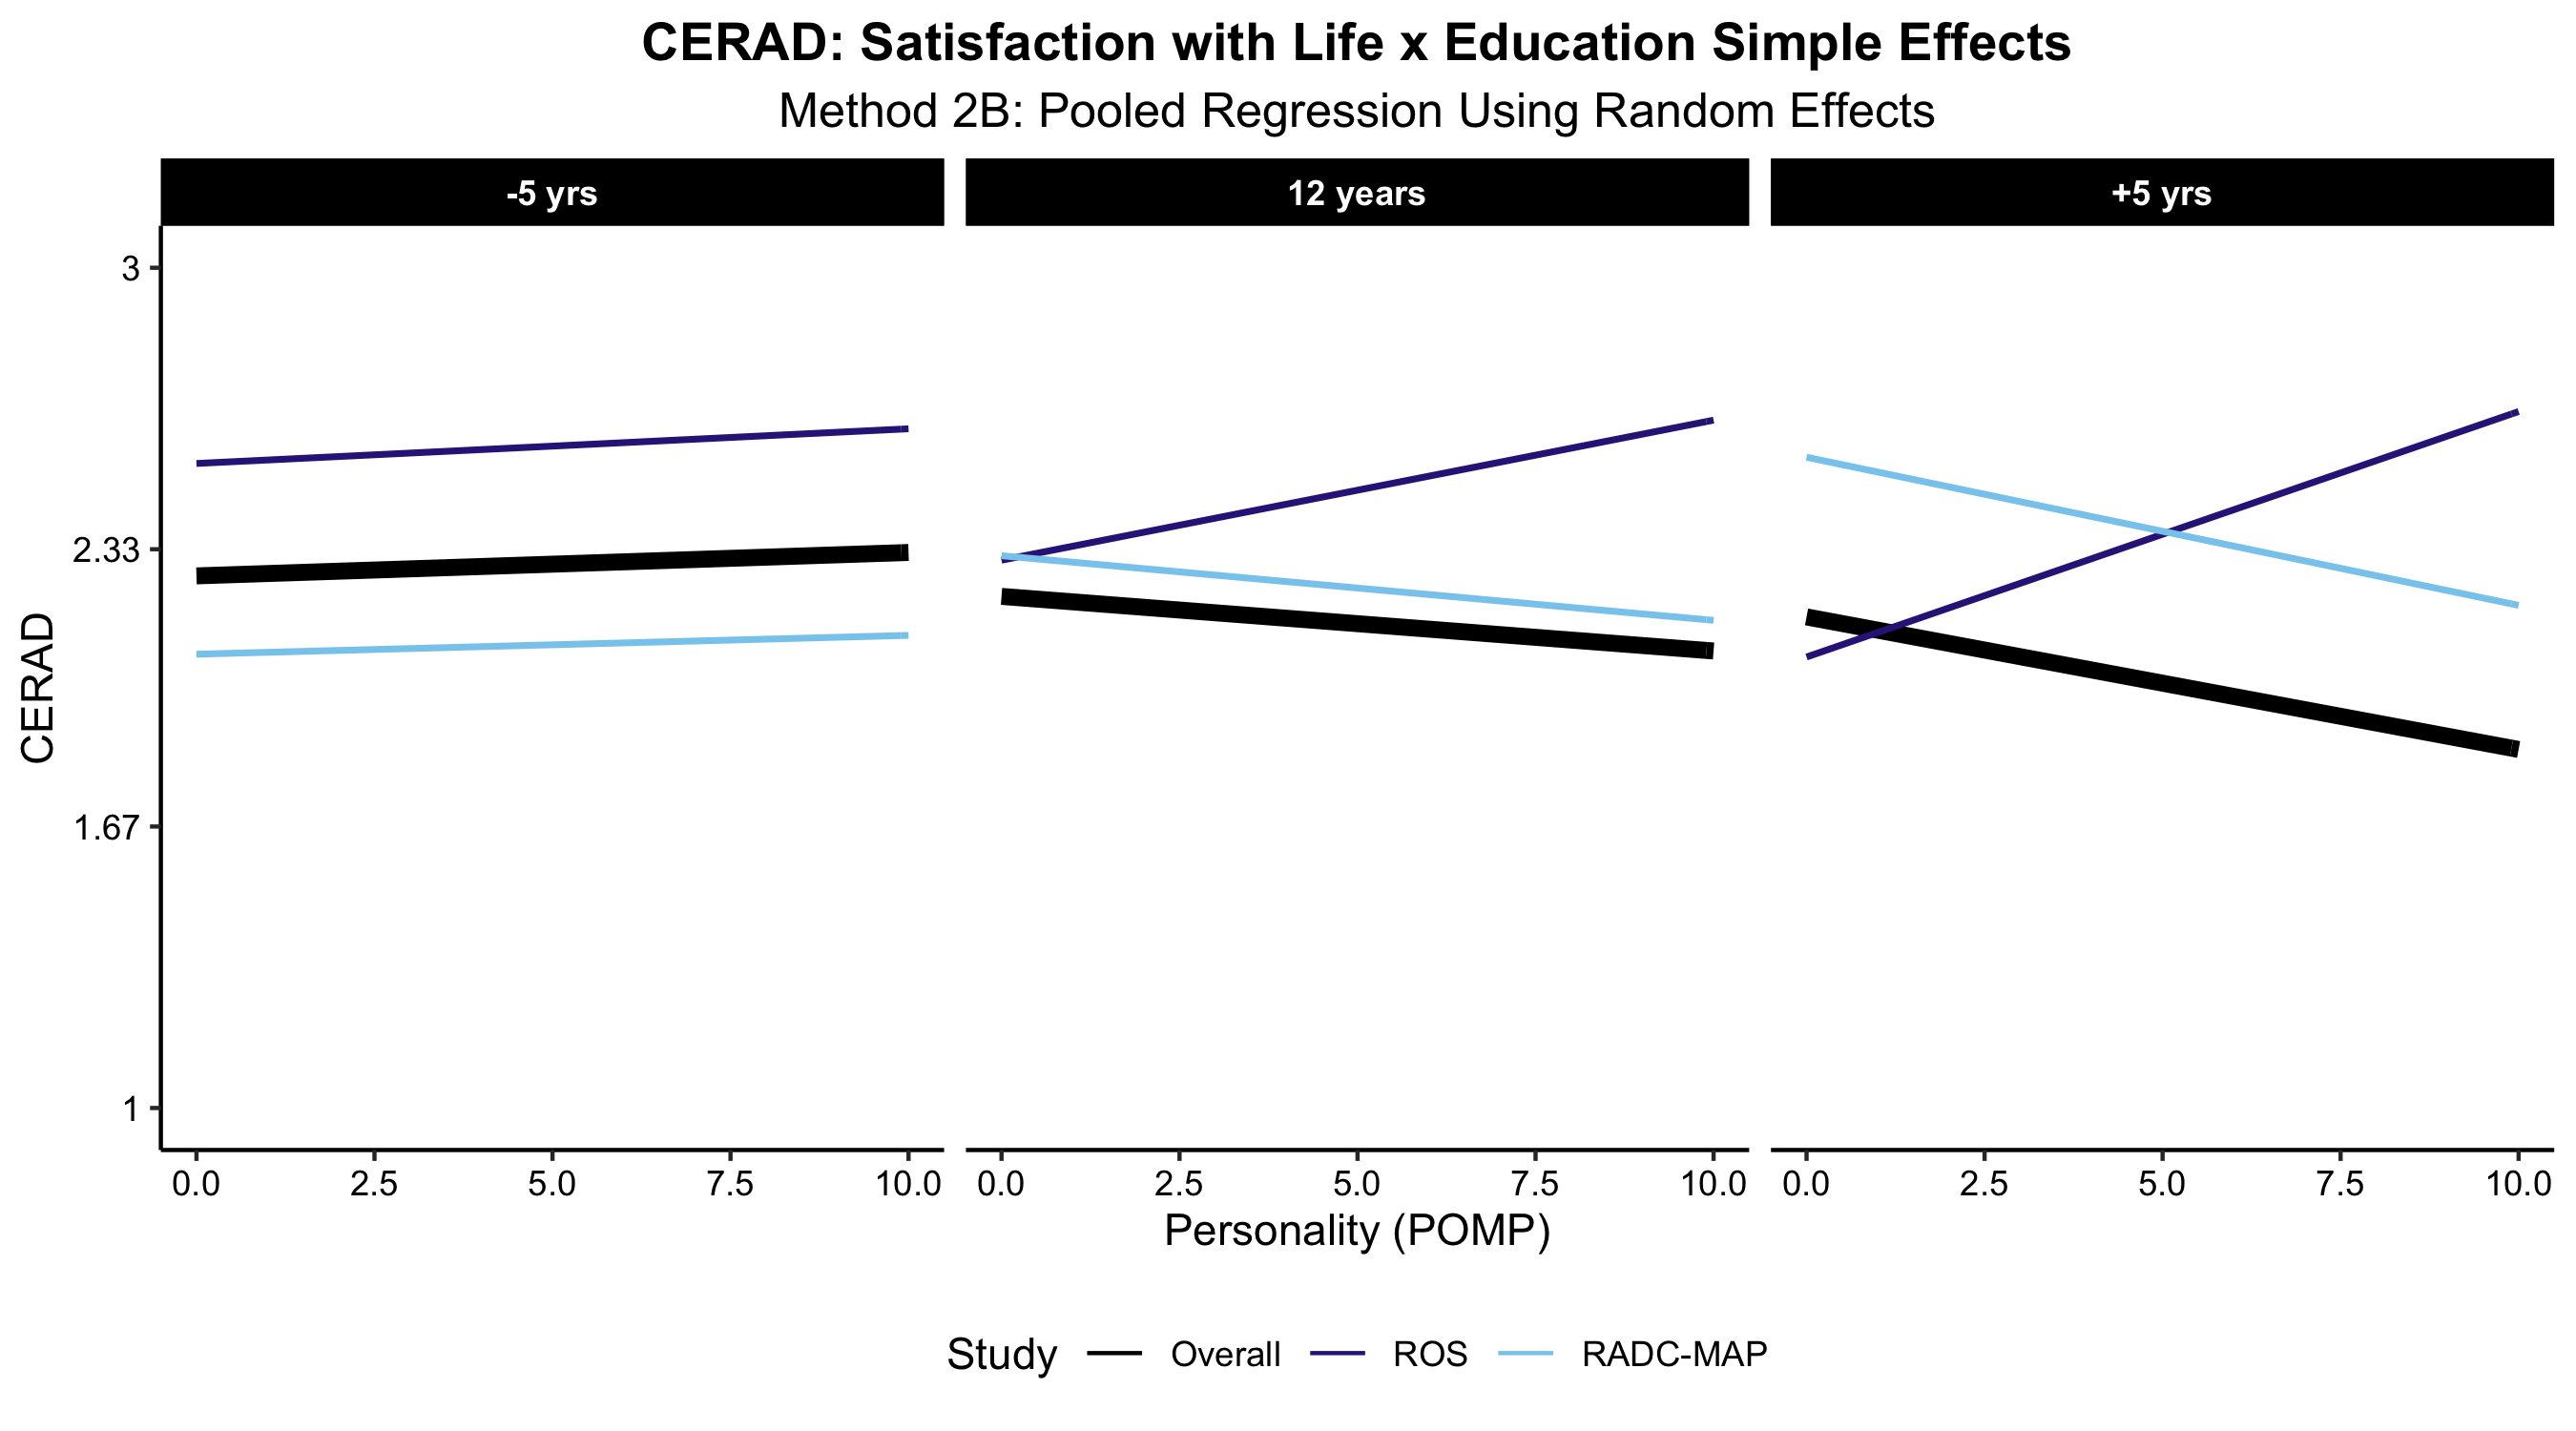 CERAD: Satisfaction with Life x Education Simple Effects
Method 2B: Pooled Regression Using Random Effects
-5 yrs 12 years +5 yrs
3
2.33
1.67
1
CERAD
0.0 2.5 5.0 7.5 10.0 0.0 2.5 5.0 7.5 10.0 0.0 2.5 5.0 7.5 10.0
Personality (POMP)
Study Overall ROS RADC-MAP